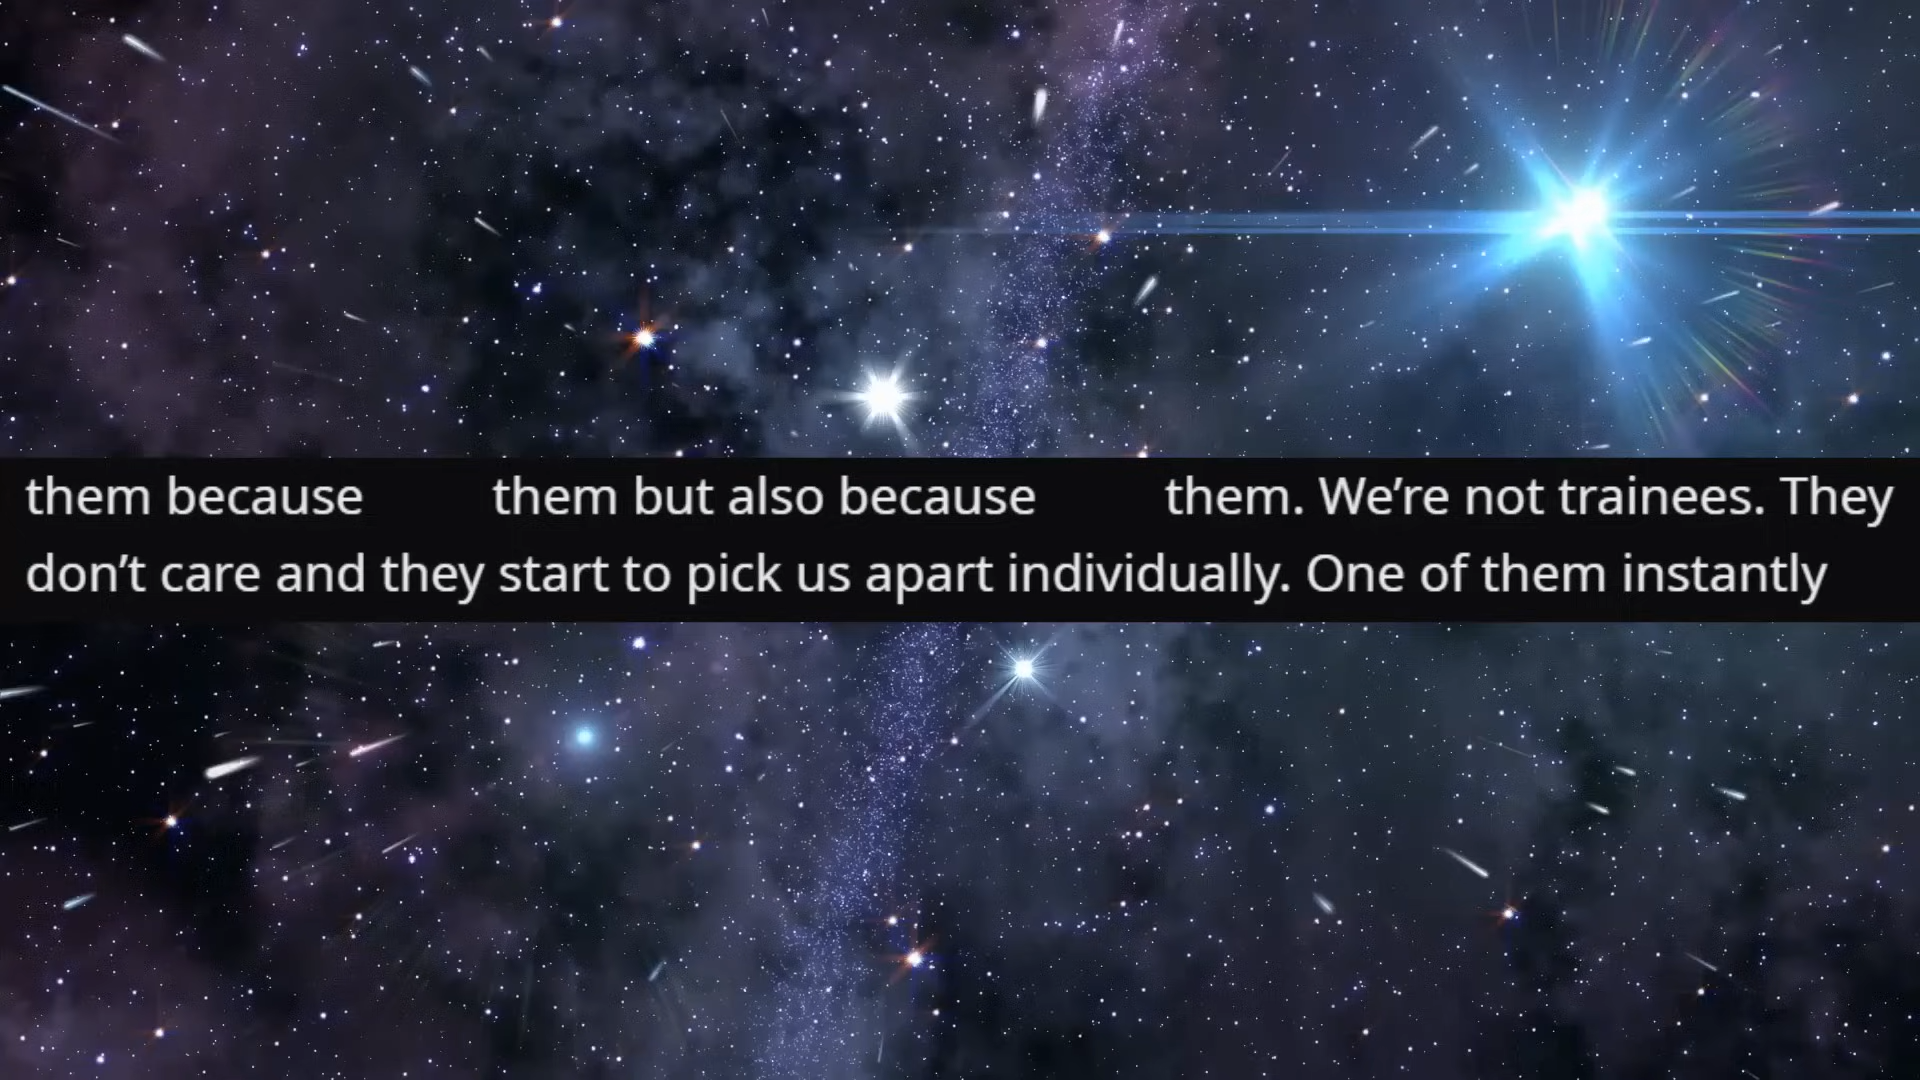 them because them but also because them. We’re not trainees. They
don’t care and they start to pick us apart individually. One of them instantly